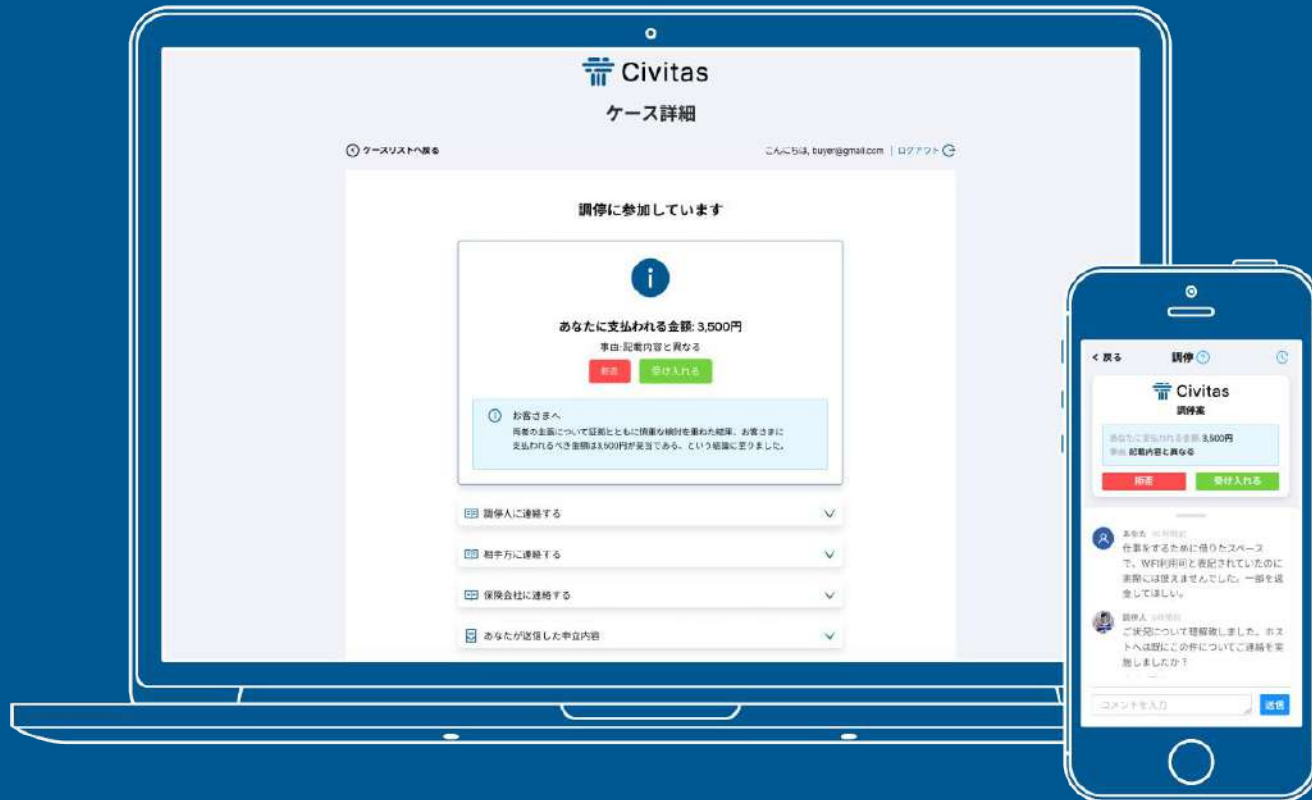 Civitas
ケース詳細
ケースリストへ戻る
こんにちは, buyer@gmail.com | ログアウト
調停に参加しています
i
あなたに支払われる金額: 3,500円
事由:記載内容と異なる
拒否 受け入れる
お客さまへ
両者の主張について証拠とともに慎重な検討を重ねた結果、お客さまに
支払われるべき金額は3,500円が妥当である、という結論に至りました。
調停人に連絡する
相手方に連絡する
保険会社に連絡する
あなたが送信した申立内容
< 戻る 調停 ?
Civitas
調停案
あなたに支払われる金額: 3,500円
事由: 記載内容と異なる
拒否 受け入れる
あなた
仕事をするために借りたスペース
で、WFI利用可と表記されていたのに
実際には使えませんでした。一部を返
金してほしい。
調停人
ご状況について理解致しました。ホス
トへは既にこの件についてご連絡を実
施しましたか？
コメントを入力 送信